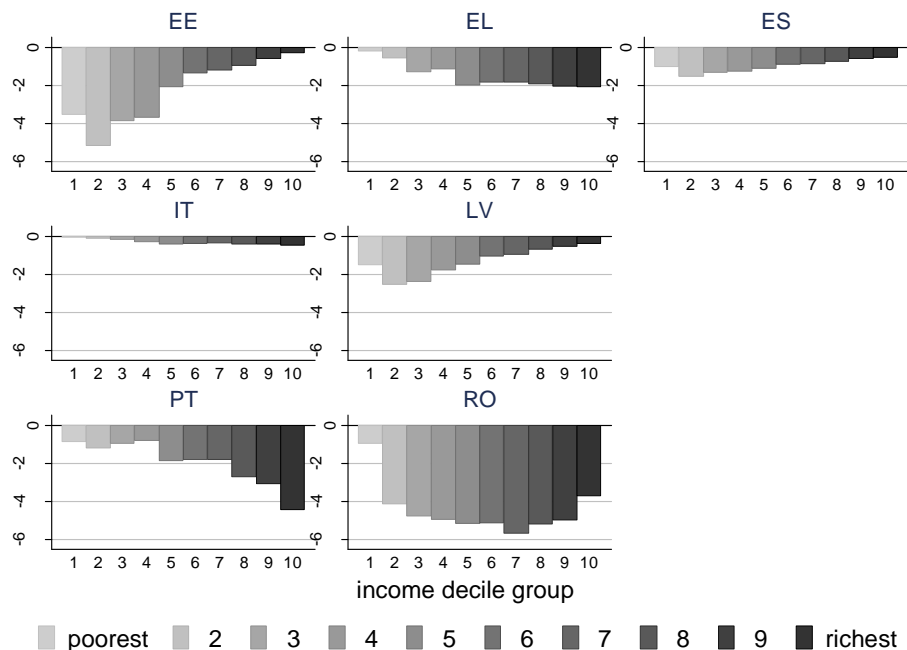 EE EL ES
0 0 0
-2 -2 -2
-4 -4 -4
-6 -6 -6
1 2 3 4 5 6 7 8 9 10 1 2 3 4 5 6 7 8 9 10 1 2 3 4 5 6 7 8 9 10
IT LV
0 0
-2 -2
-4 -4
-6 -6
1 2 3 4 5 6 7 8 9 10 1 2 3 4 5 6 7 8 9 10
PT RO
0 0
-2 -2
-4 -4
-6 -6
1 2 3 4 5 6 7 8 9 10 1 2 3 4 5 6 7 8 9 10
income decile group
poorest 2 3 4 5 6 7 8 9 richest